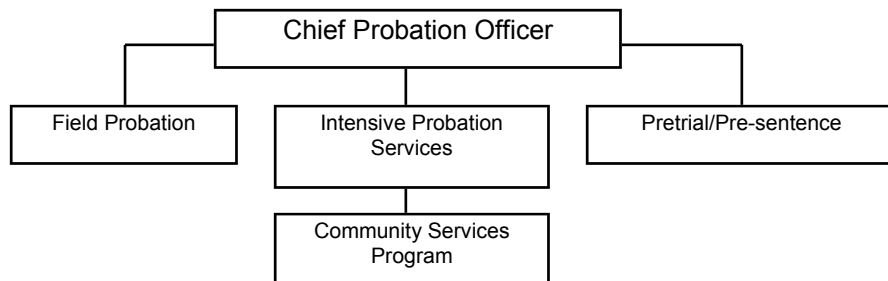 Chief Probation Officer
Field Probation
Intensive Probation
Services
Pretrial/Pre-sentence
Community Services
Program